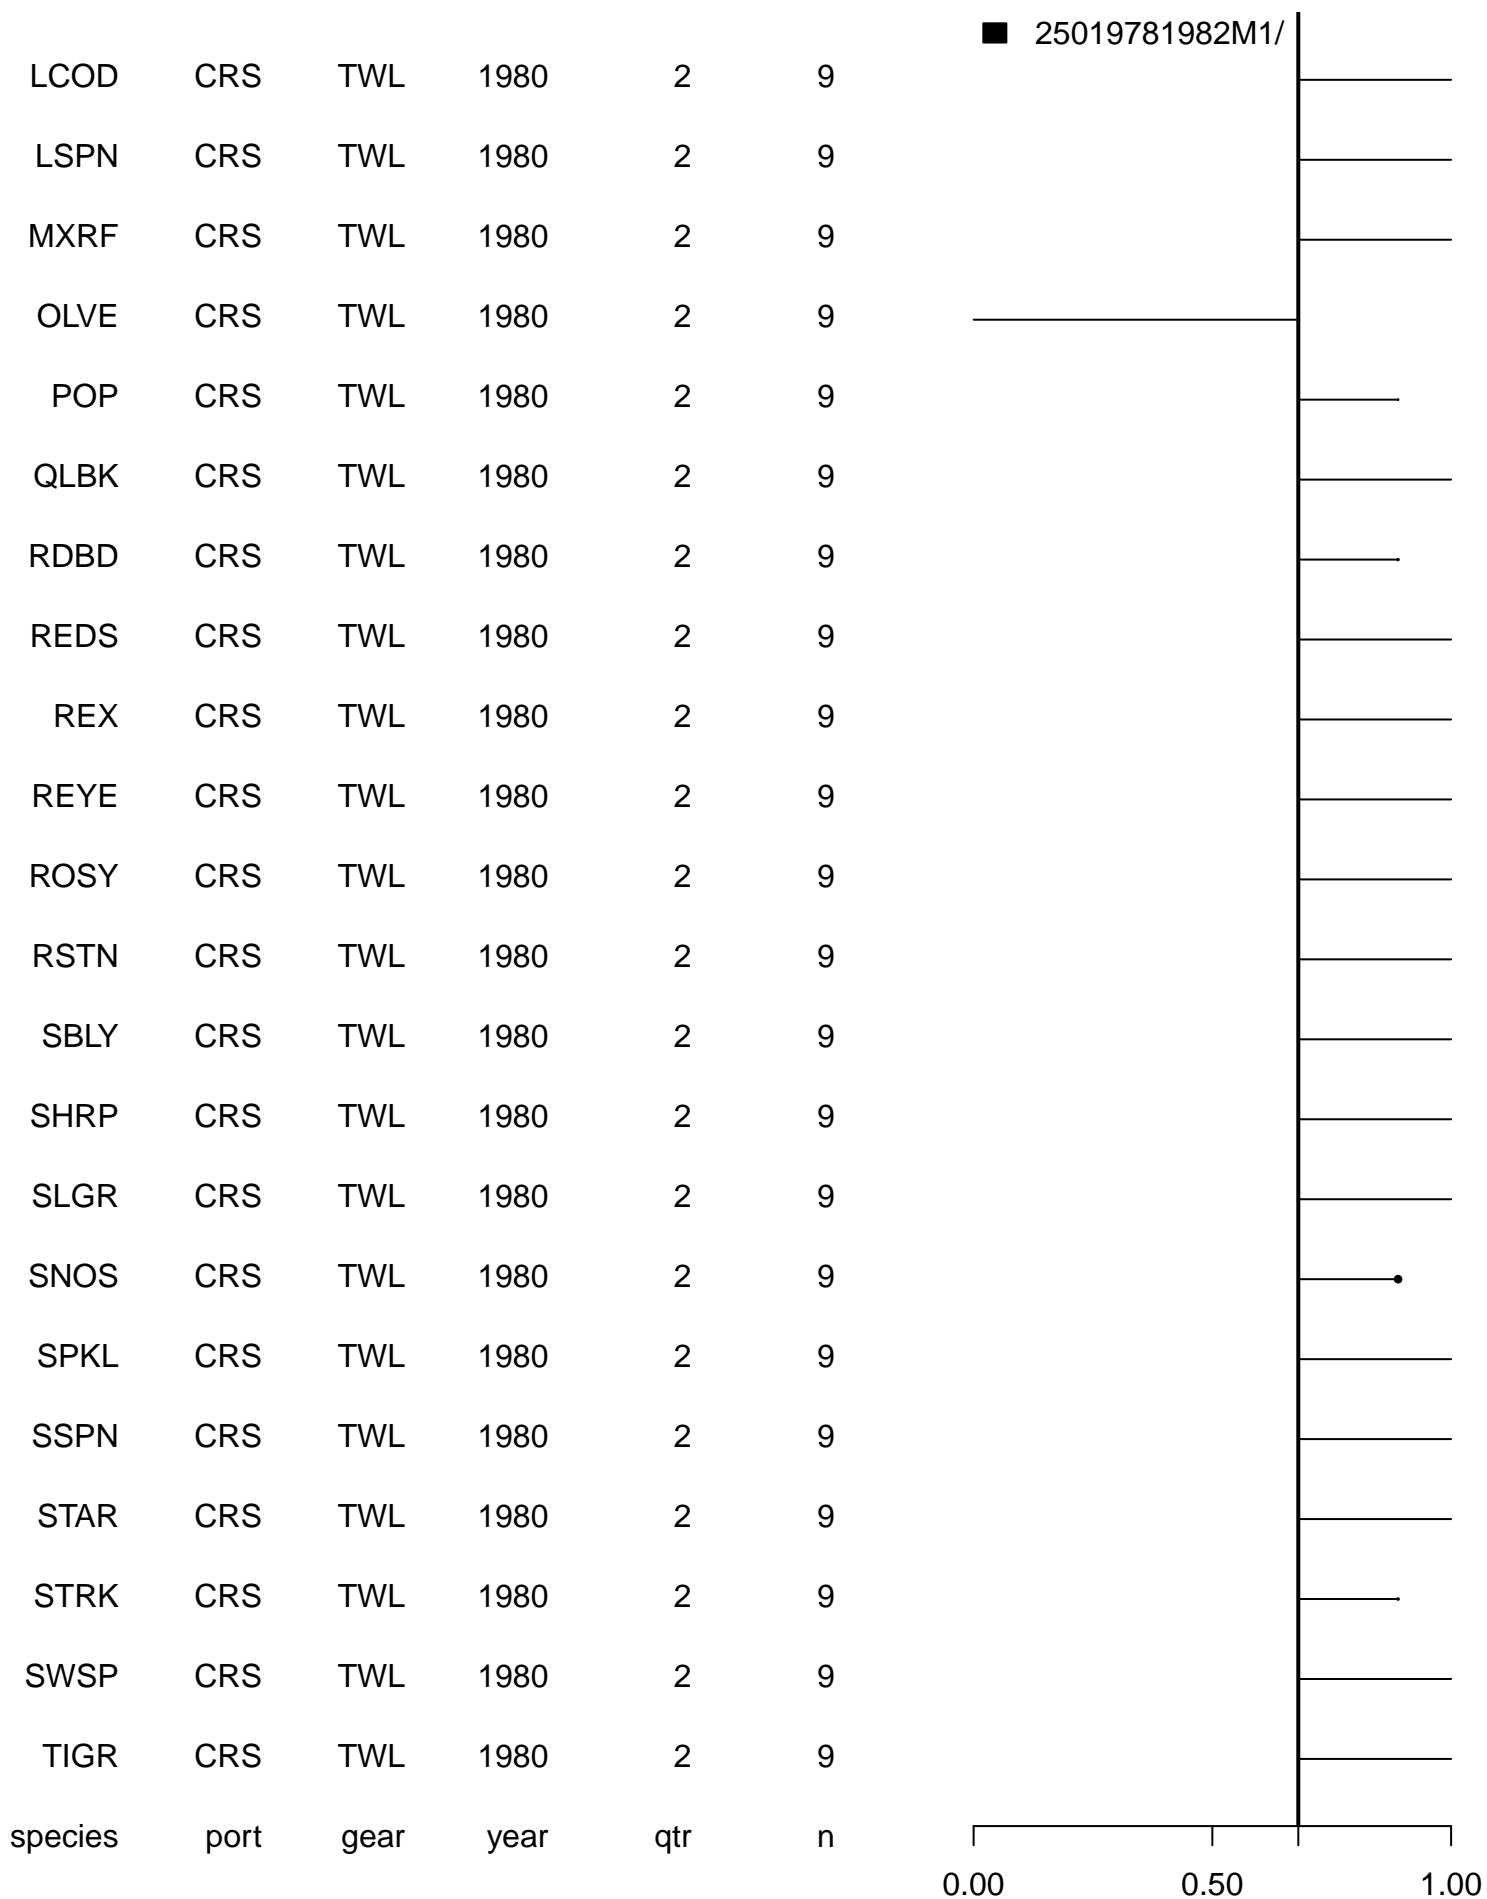 25019781982M1/
LCOD CRS TWL 1980 2 9
LSPN CRS TWL 1980 2 9
MXRF CRS TWL 1980 2 9
OLVE CRS TWL 1980 2 9
POP CRS TWL 1980 2 9
QLBK CRS TWL 1980 2 9
RDBD CRS TWL 1980 2 9
REDS CRS TWL 1980 2 9
REX CRS TWL 1980 2 9
REYE CRS TWL 1980 2 9
ROSY CRS TWL 1980 2 9
RSTN CRS TWL 1980 2 9
SBLY CRS TWL 1980 2 9
SHRP CRS TWL 1980 2 9
SLGR CRS TWL 1980 2 9
SNOS CRS TWL 1980 2 9
SPKL CRS TWL 1980 2 9
SSPN CRS TWL 1980 2 9
STAR CRS TWL 1980 2 9
STRK CRS TWL 1980 2 9
SWSP CRS TWL 1980 2 9
TIGR CRS TWL 1980 2 9
species port gear year qtr n
0.00 0.50 1.00